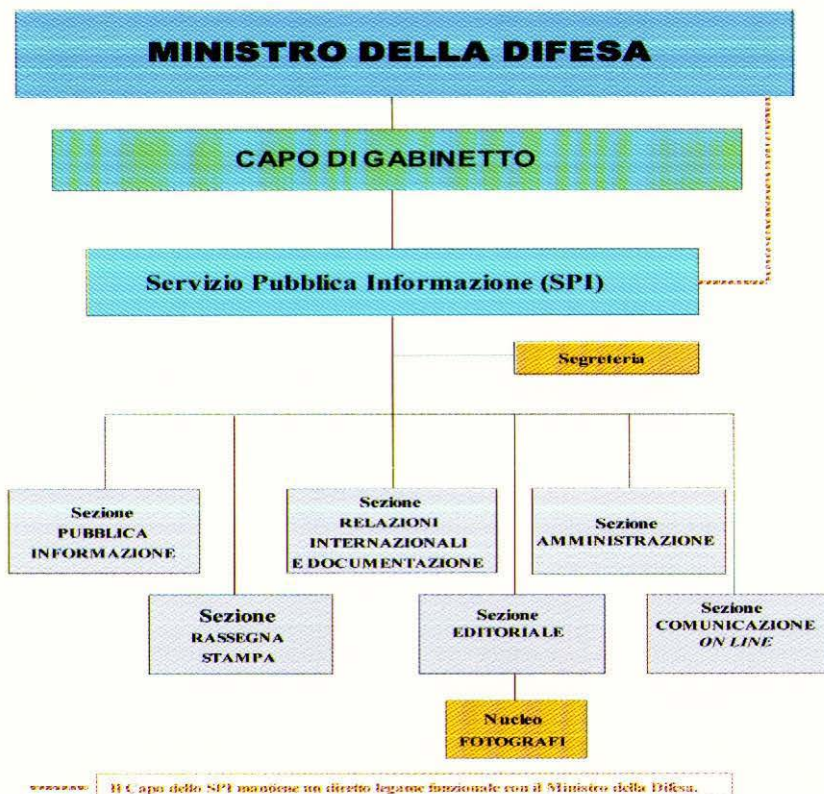 MINISTRO DELLA DIFESA
CAPO DI GABINETTO
Servizio Pubblica Informazione (SPI)
Segreteria
Sezione
PUBBLICA
INFORMAZIONE
Sezione
RELAZIONI
INTERNAZIONALI
E DOCUMENTAZIONE
Sezione
AMMINISTRAZIONE
Sezione
RASSEGNA
STAMPA
Sezione
EDITORIALE
Sezione
COMUNICAZIONE
ON LINE
Nucleo
FOTOGRAFI
Il Capo dello SPI mantiene un diretto legame funzionale con il Ministro della Difesa.